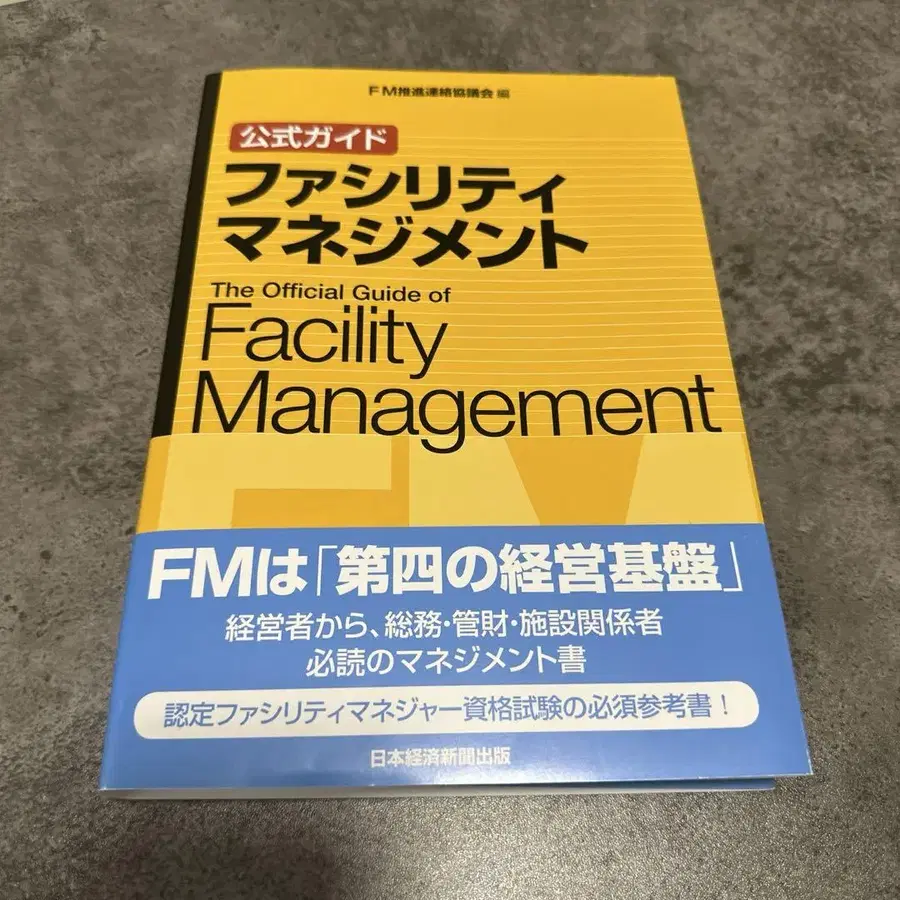 FM推進連絡協議会 編
公式ガイド
ファシリティ
マネジメント
The Official Guide of
Facility
Management
FMは「第四の経営基盤」
経営者から、総務・管財・施設関係者
必読のマネジメント書
認定ファシリティマネジャー資格試験の必須参考書！
日本経済新聞出版